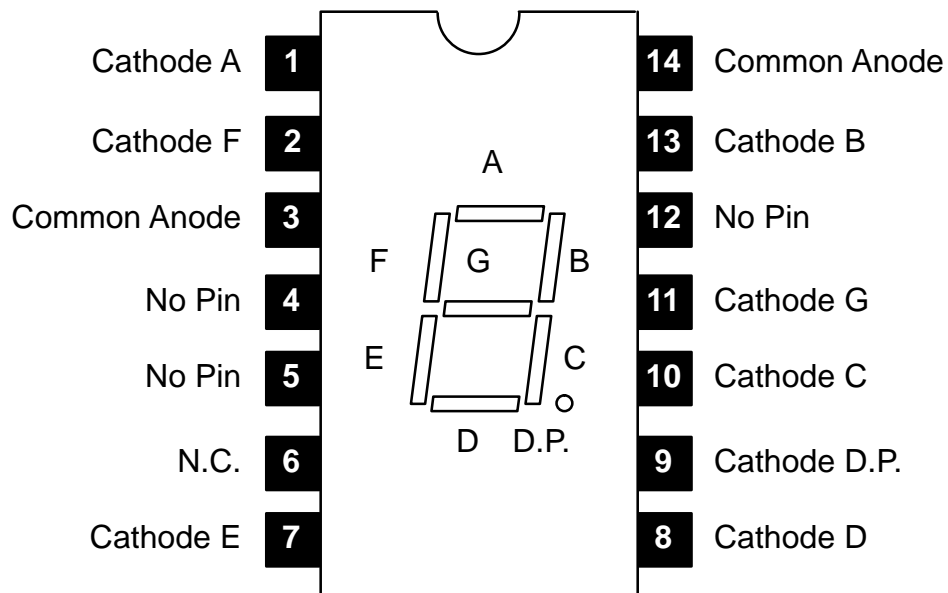 Cathode A 1
14 Common Anode
Cathode F 2
13 Cathode B
A
Common Anode 3
12 No Pin
F G B
No Pin 4
11 Cathode G
No Pin 5
E C
10 Cathode C
D D.P.
N.C. 6
9 Cathode D.P.
Cathode E 7
8 Cathode D